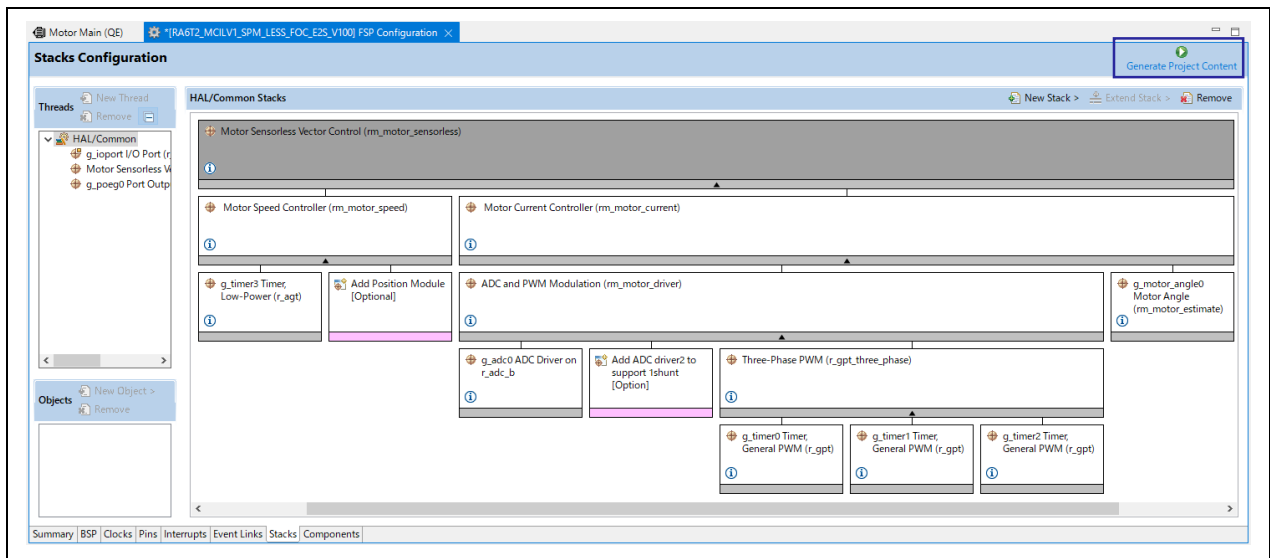 Motor Main (QE)
*[RA6T2_MCILV1_SPM_LESS_FOC_E2S_V100] FSP Configuration
Stacks Configuration
Generate Project Content
Threads
New Thread
Remove
HAL/Common Stacks
New Stack >
Extend Stack >
Remove
HAL/Common
g_ioport I/O Port (r_
Motor Sensorless Ve
g_poeg0 Port Outp
Objects
New Object >
Remove
Motor Sensorless Vector Control (rm_motor_sensorless)
Motor Speed Controller (rm_motor_speed)
Motor Current Controller (rm_motor_current)
g_timer3 Timer,
Low-Power (r_agt)
Add Position Module
[Optional]
ADC and PWM Modulation (rm_motor_driver)
g_motor_angle0
Motor Angle
(rm_motor_estimate)
g_adc0 ADC Driver on
r_adc_b
Add ADC driver2 to
support 1shunt
[Option]
Three-Phase PWM (r_gpt_three_phase)
g_timer0 Timer,
General PWM (r_gpt)
g_timer1 Timer,
General PWM (r_gpt)
g_timer2 Timer,
General PWM (r_gpt)
Summary BSP Clocks Pins Interrupts Event Links Stacks Components